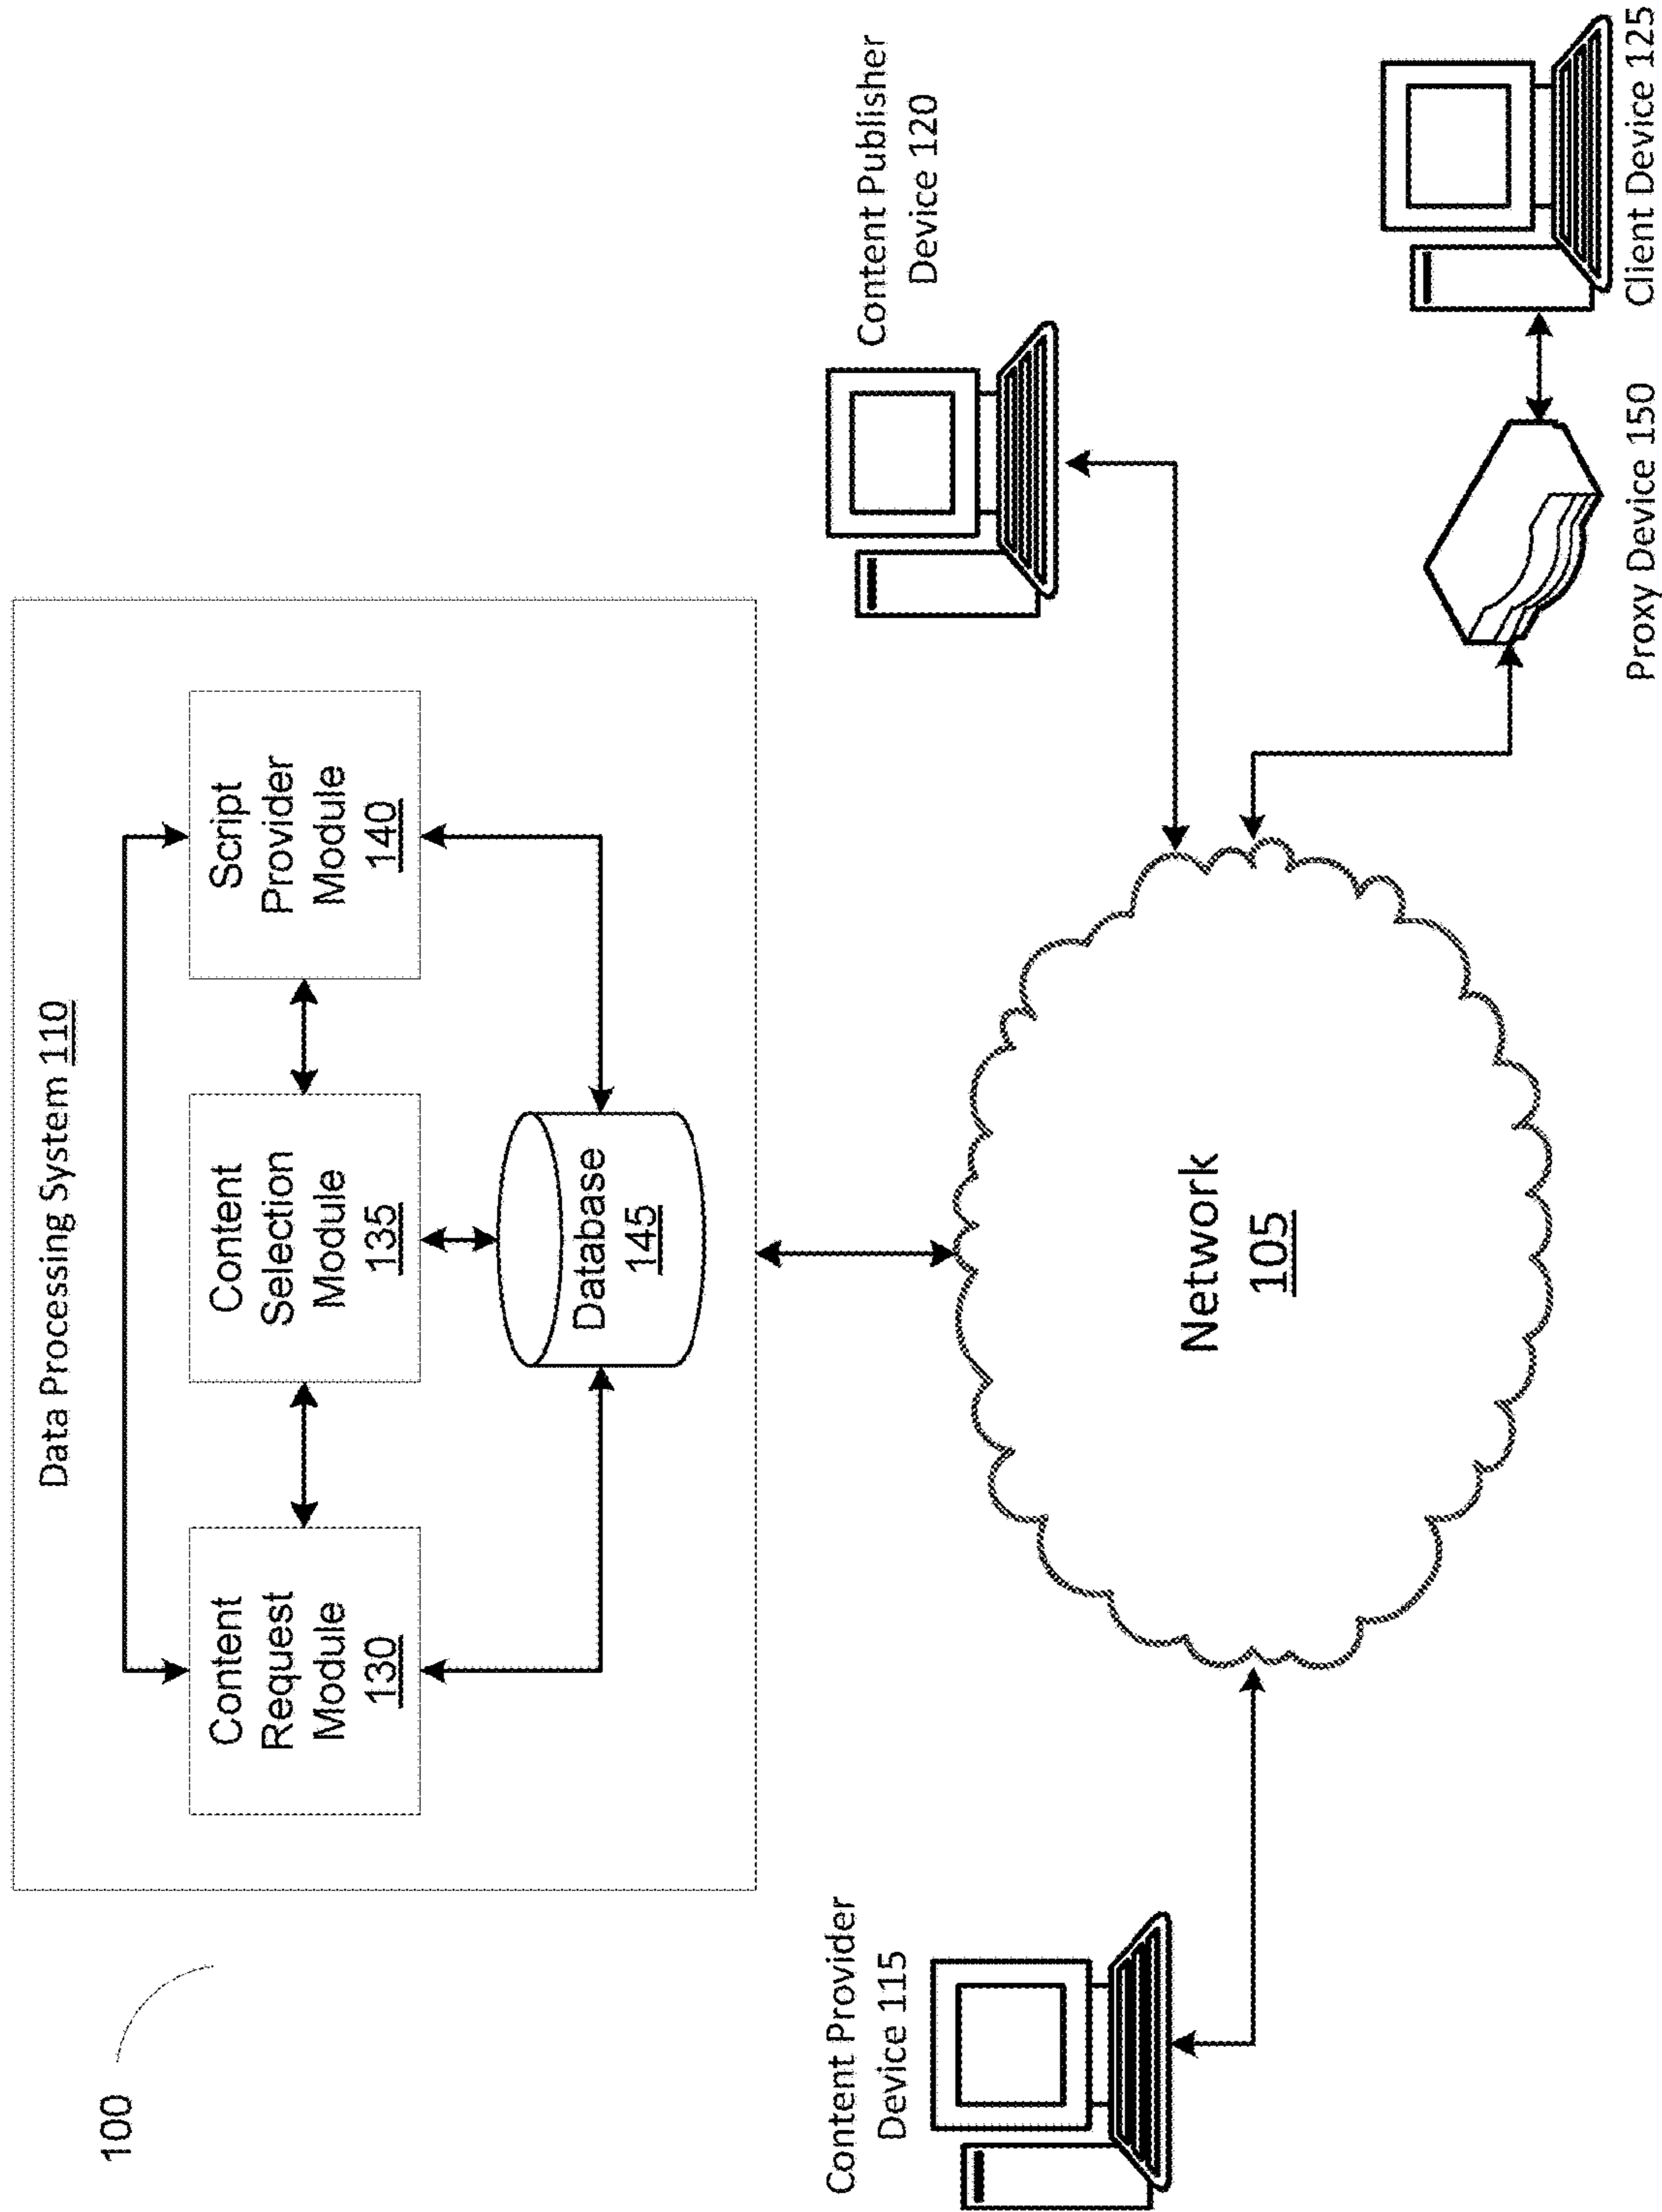 100
Data Processing System 110
Content
Request
Module
130
Content
Selection
Module
135
Script
Provider
Module
140
Database
145
Content Provider
Device 115
Network
105
Content Publisher
Device 120
Proxy Device 150
Client Device 125